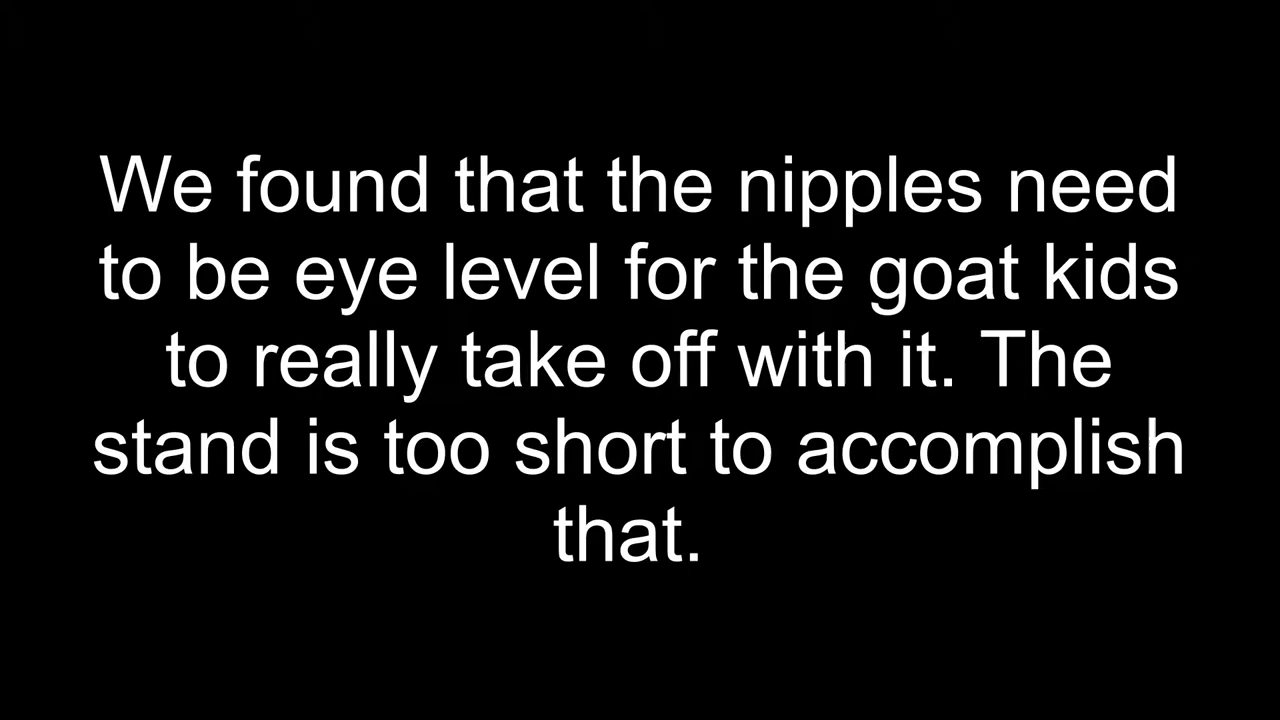 We found that the nipples need
to be eye level for the goat kids
to really take off with it. The
stand is too short to accomplish
that.